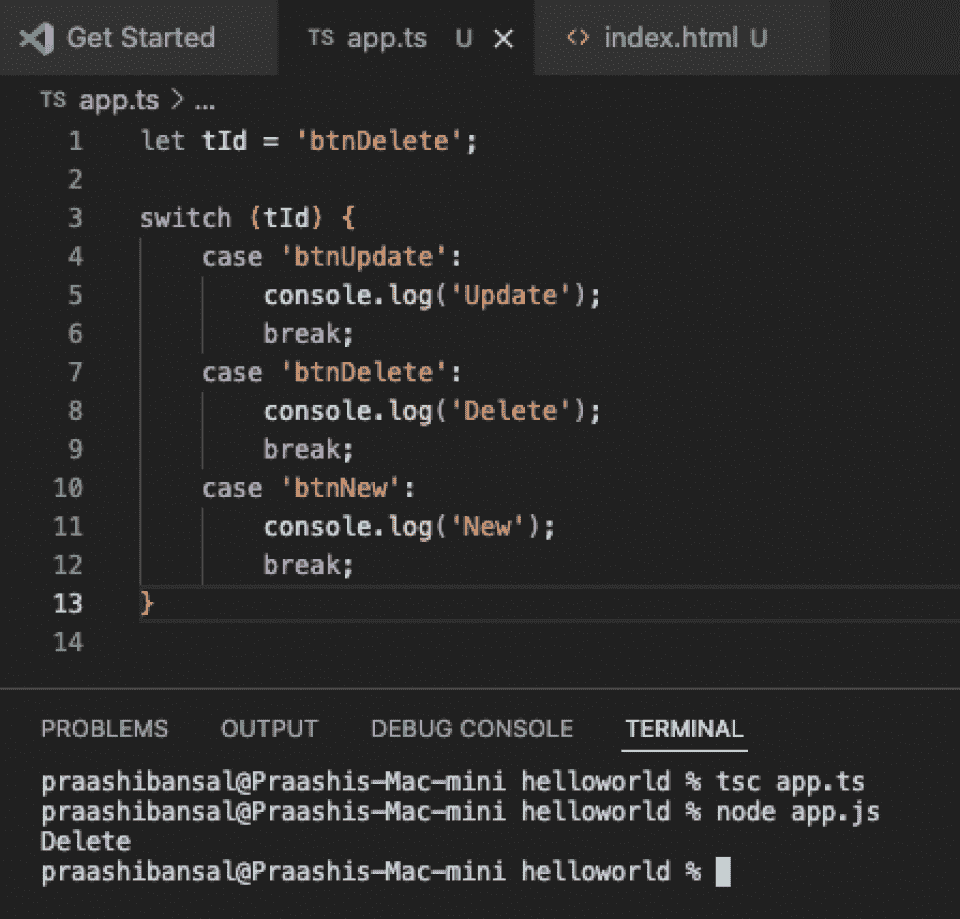 Get Started TS app.ts U × <> index.html U
TS app.ts > ...
1 let tId = 'btnDelete';
2
3 switch (tId) {
4     case 'btnUpdate':
5         console.log('Update');
6         break;
7     case 'btnDelete':
8         console.log('Delete');
9         break;
10     case 'btnNew':
11         console.log('New');
12         break;
13 }
14
PROBLEMS OUTPUT DEBUG CONSOLE TERMINAL
praashibansal@Praashis-Mac-mini helloworld % tsc app.ts
praashibansal@Praashis-Mac-mini helloworld % node app.js
Delete
praashibansal@Praashis-Mac-mini helloworld %